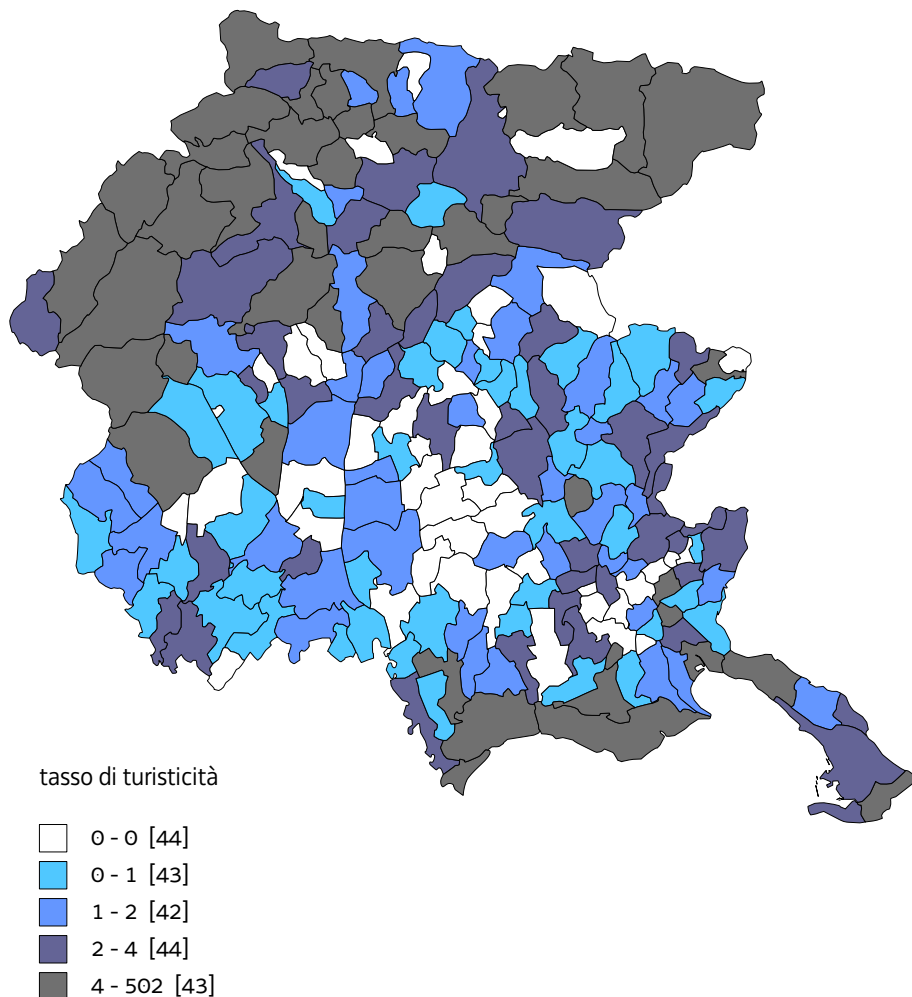 tasso di turisticità
0 - 0 [44]
0 - 1 [43]
1 - 2 [42]
2 - 4 [44]
4 - 502 [43]